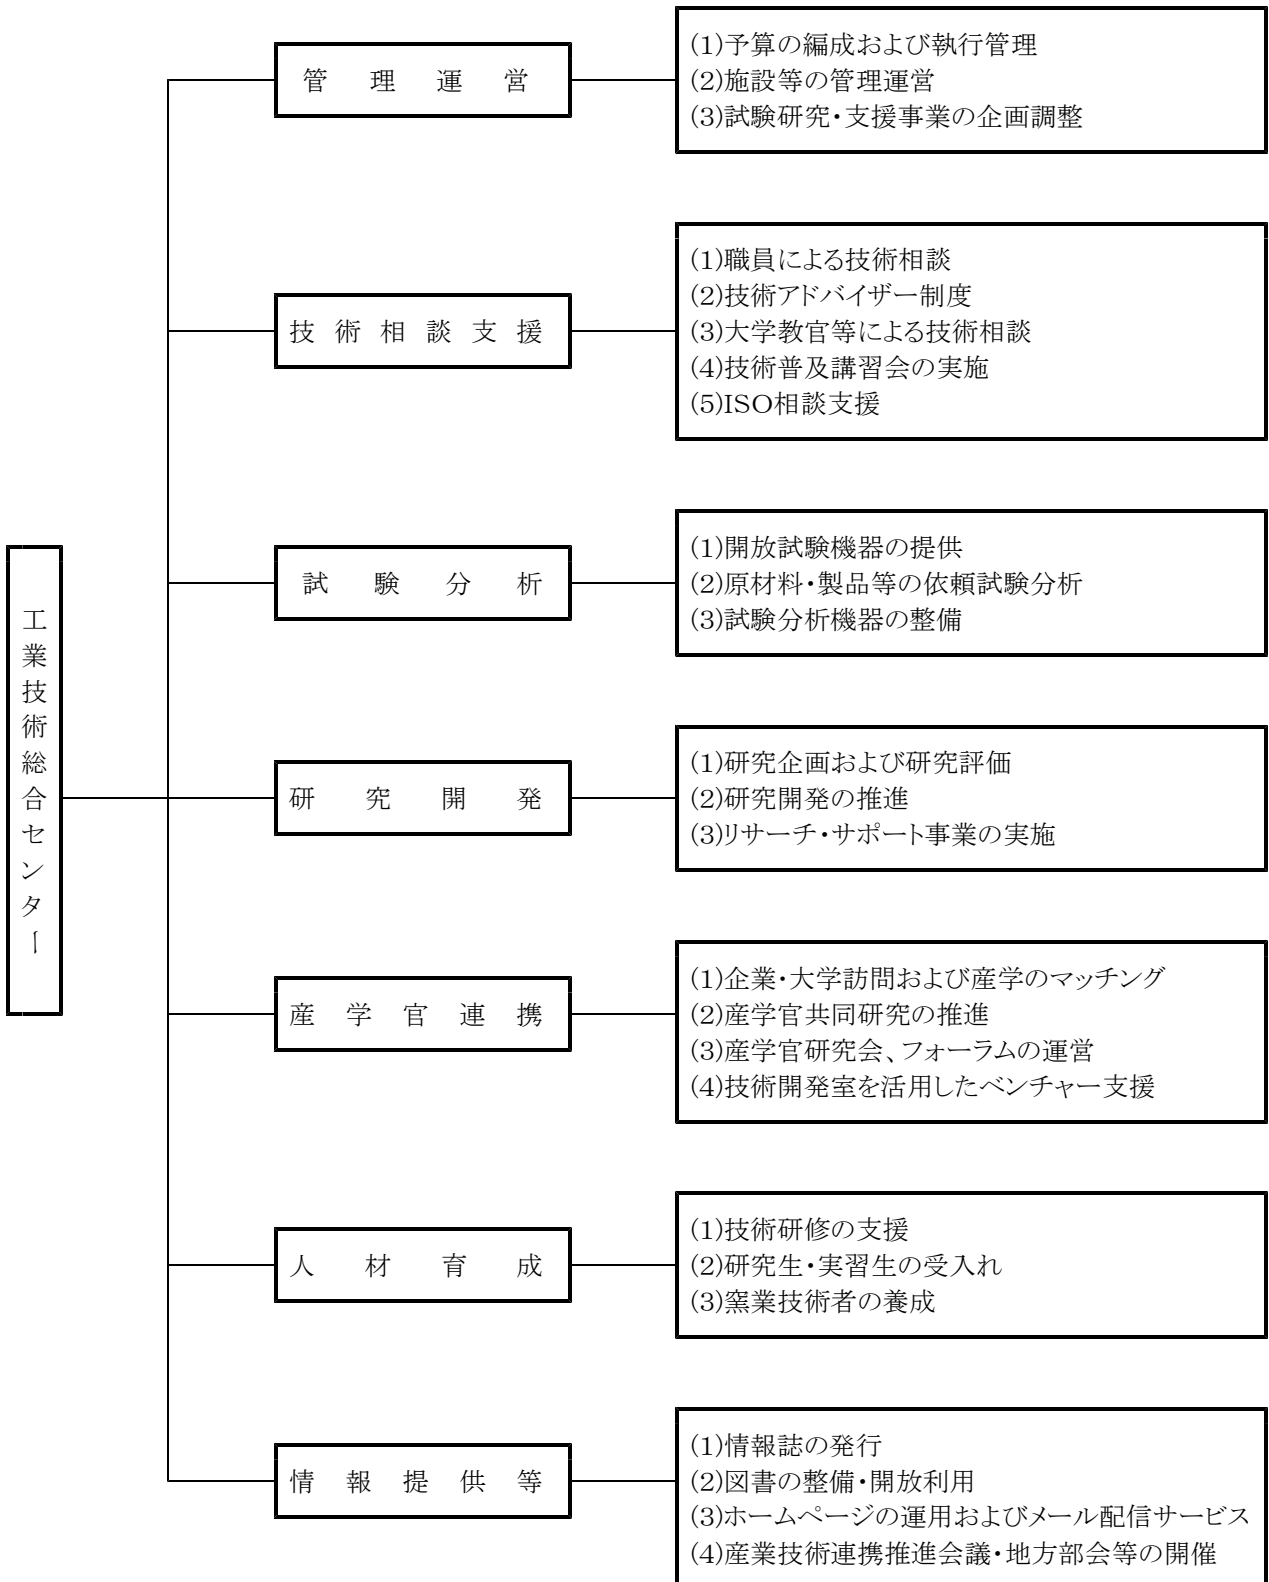 工業技術総合センター
管理運営
(1)予算の編成および執行管理
(2)施設等の管理運営
(3)試験研究・支援事業の企画調整
技術相談支援
(1)職員による技術相談
(2)技術アドバイザー制度
(3)大学教官等による技術相談
(4)技術普及講習会の実施
(5)ISO相談支援
試験分析
(1)開放試験機器の提供
(2)原材料・製品等の依頼試験分析
(3)試験分析機器の整備
研究開発
(1)研究企画および研究評価
(2)研究開発の推進
(3)リサーチ・サポート事業の実施
産学官連携
(1)企業・大学訪問および産学のマッチング
(2)産学官共同研究の推進
(3)産学官研究会、フォーラムの運営
(4)技術開発室を活用したベンチャー支援
人材育成
(1)技術研修の支援
(2)研究生・実習生の受入れ
(3)窯業技術者の養成
情報提供等
(1)情報誌の発行
(2)図書の整備・開放利用
(3)ホームページの運用およびメール配信サービス
(4)産業技術連携推進会議・地方部会等の開催